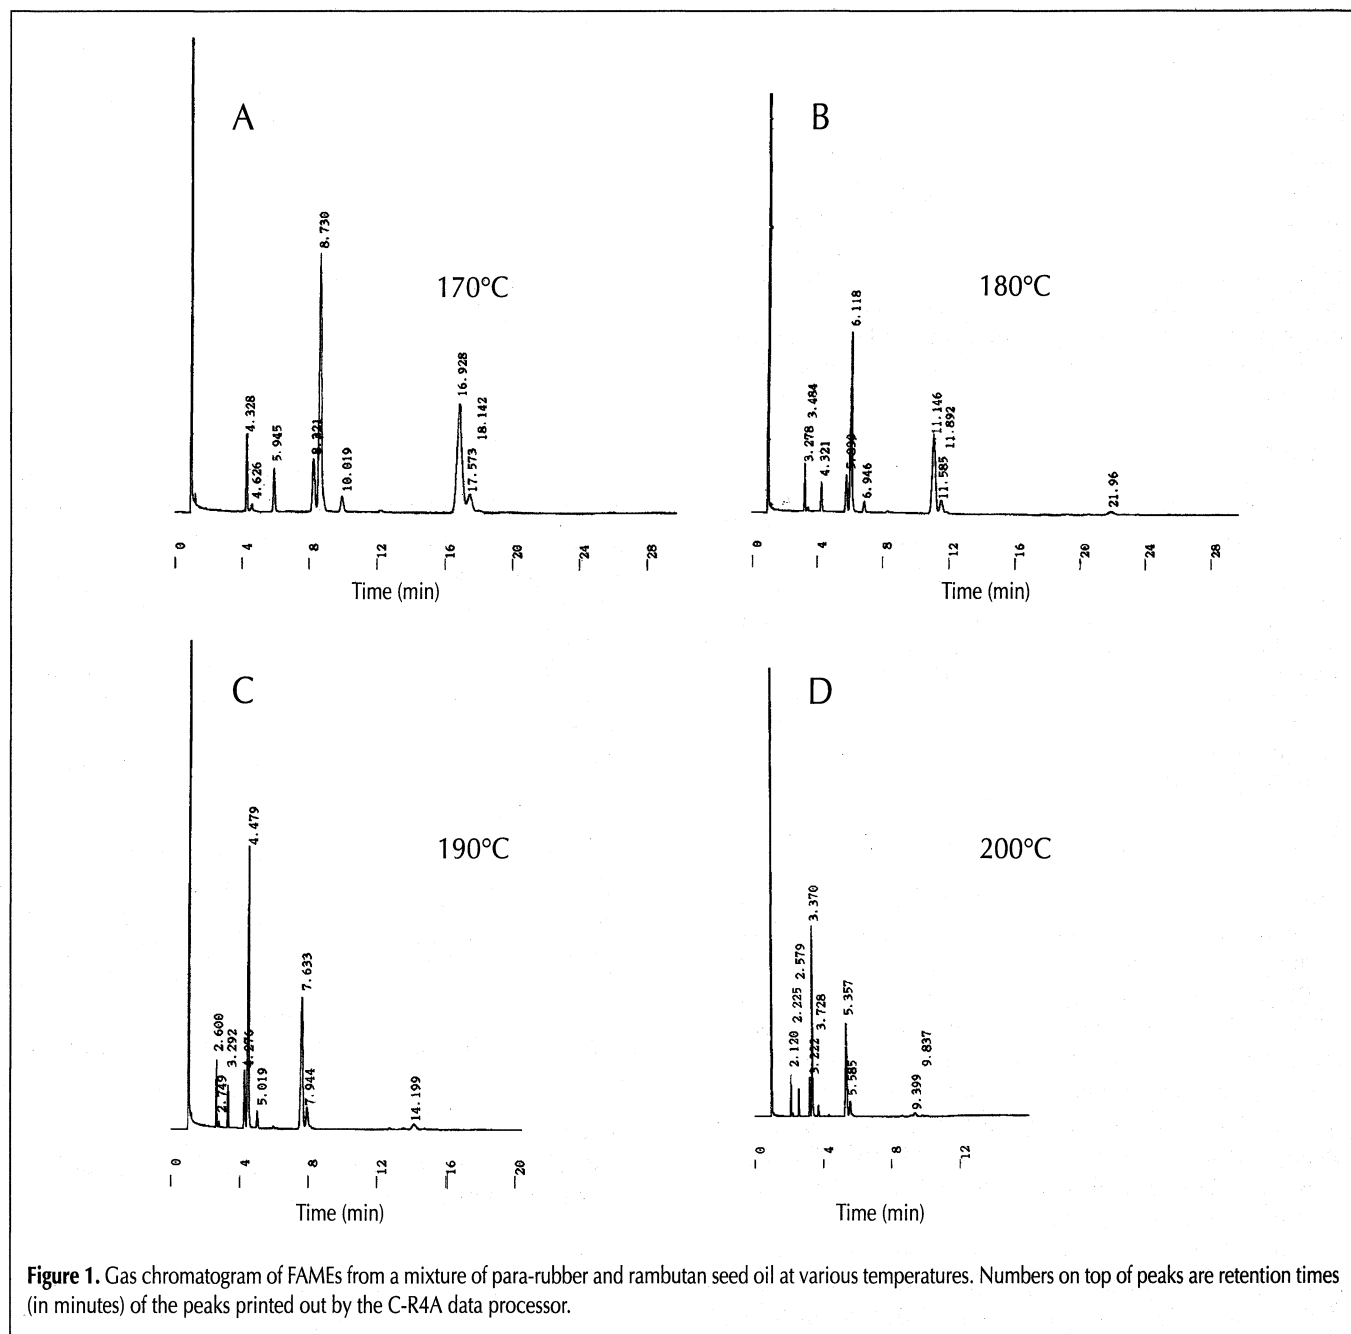 A
8.730
170°C
4.328
4.626
5.945
8.321
10.019
16.928
18.142
17.573
0 4 8 12 16 20 24 28
Time (min)
B
180°C
6.118
3.278 3.484
4.321
6.946
11.146
11.892
11.585
21.96
0 4 8 12 16 20 24 28
Time (min)
C
4.479
190°C
2.600
2.749
3.292
4.276
5.019
7.633
7.944
14.199
0 4 8 12 16 20
Time (min)
D
200°C
3.370
2.120 2.225 2.579
3.222 3.728
5.357
5.585
9.399 9.837
0 4 8 12
Time (min)
Figure 1. Gas chromatogram of FAMEs from a mixture of para-rubber and rambutan seed oil at various temperatures. Numbers on top of peaks are retention times
(in minutes) of the peaks printed out by the C-R4A data processor.